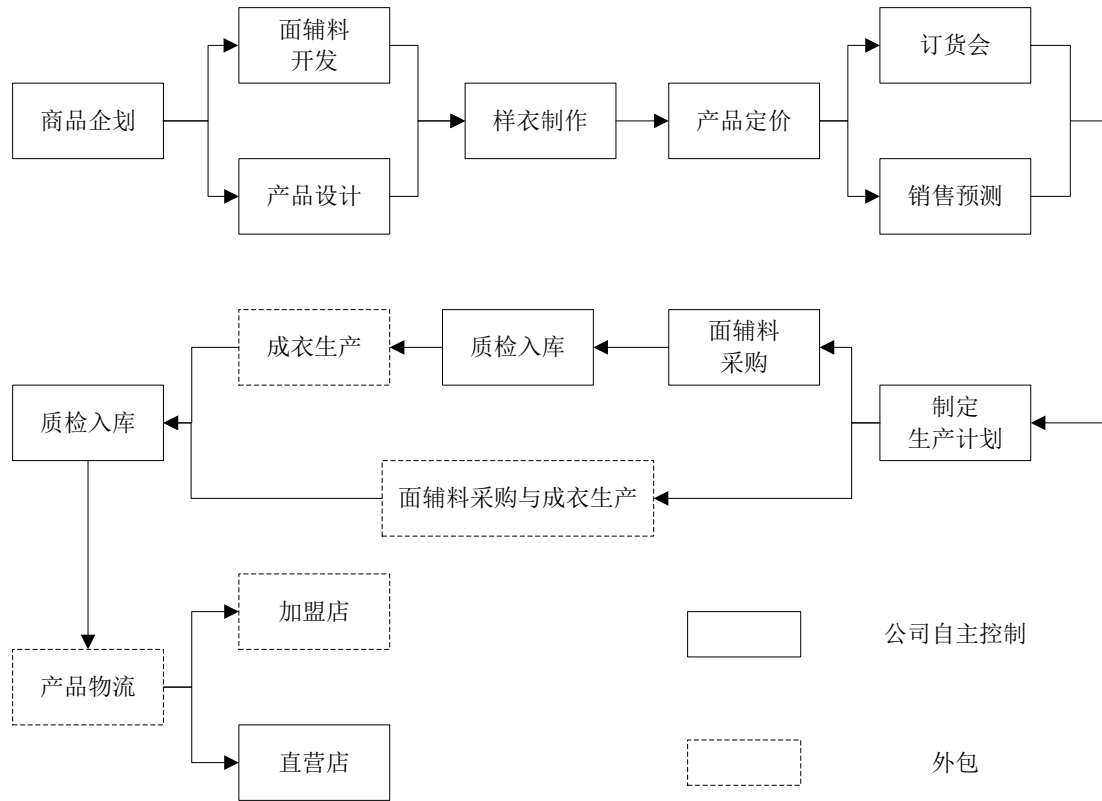 面辅料
开发
订货会
商品企划
样衣制作
产品定价
产品设计
销售预测
成衣生产
质检入库
面辅料
采购
质检入库
制定
生产计划
面辅料采购与成衣生产
加盟店
公司自主控制
产品物流
直营店
外包